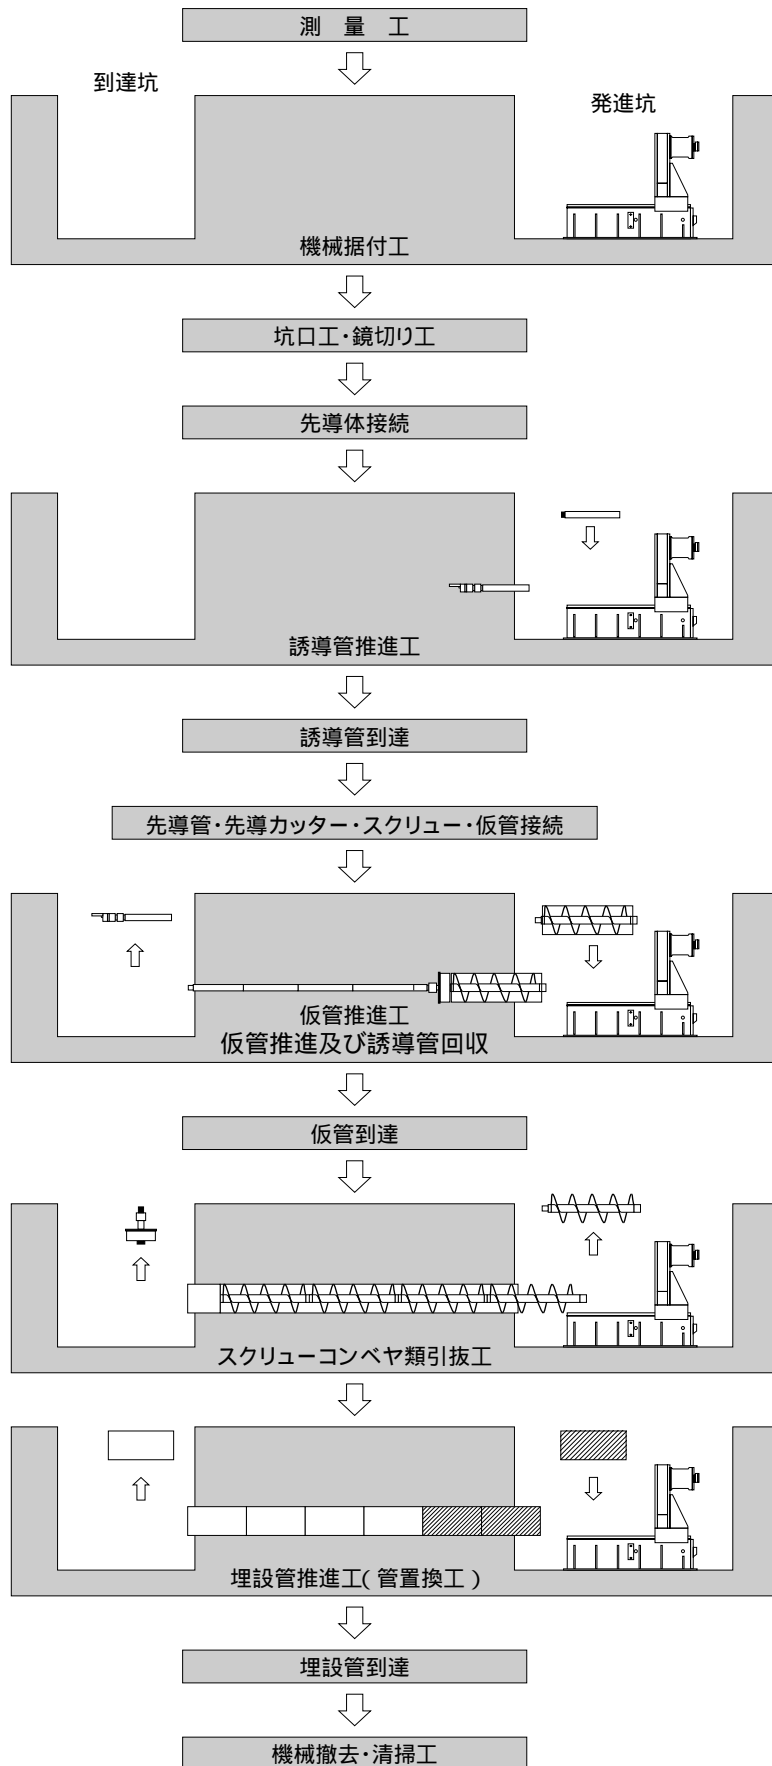 測　量　工
到達坑
発進坑
機械据付工
坑口工・鏡切り工
先導体接続
誘導管推進工
誘導管到達
先導管・先導カッター・スクリュー・仮管接続
仮管推進工
仮管推進及び誘導管回収
仮管到達
スクリューコンベヤ類引抜工
埋設管推進工(管置換工)
埋設管到達
機械撤去・清掃工